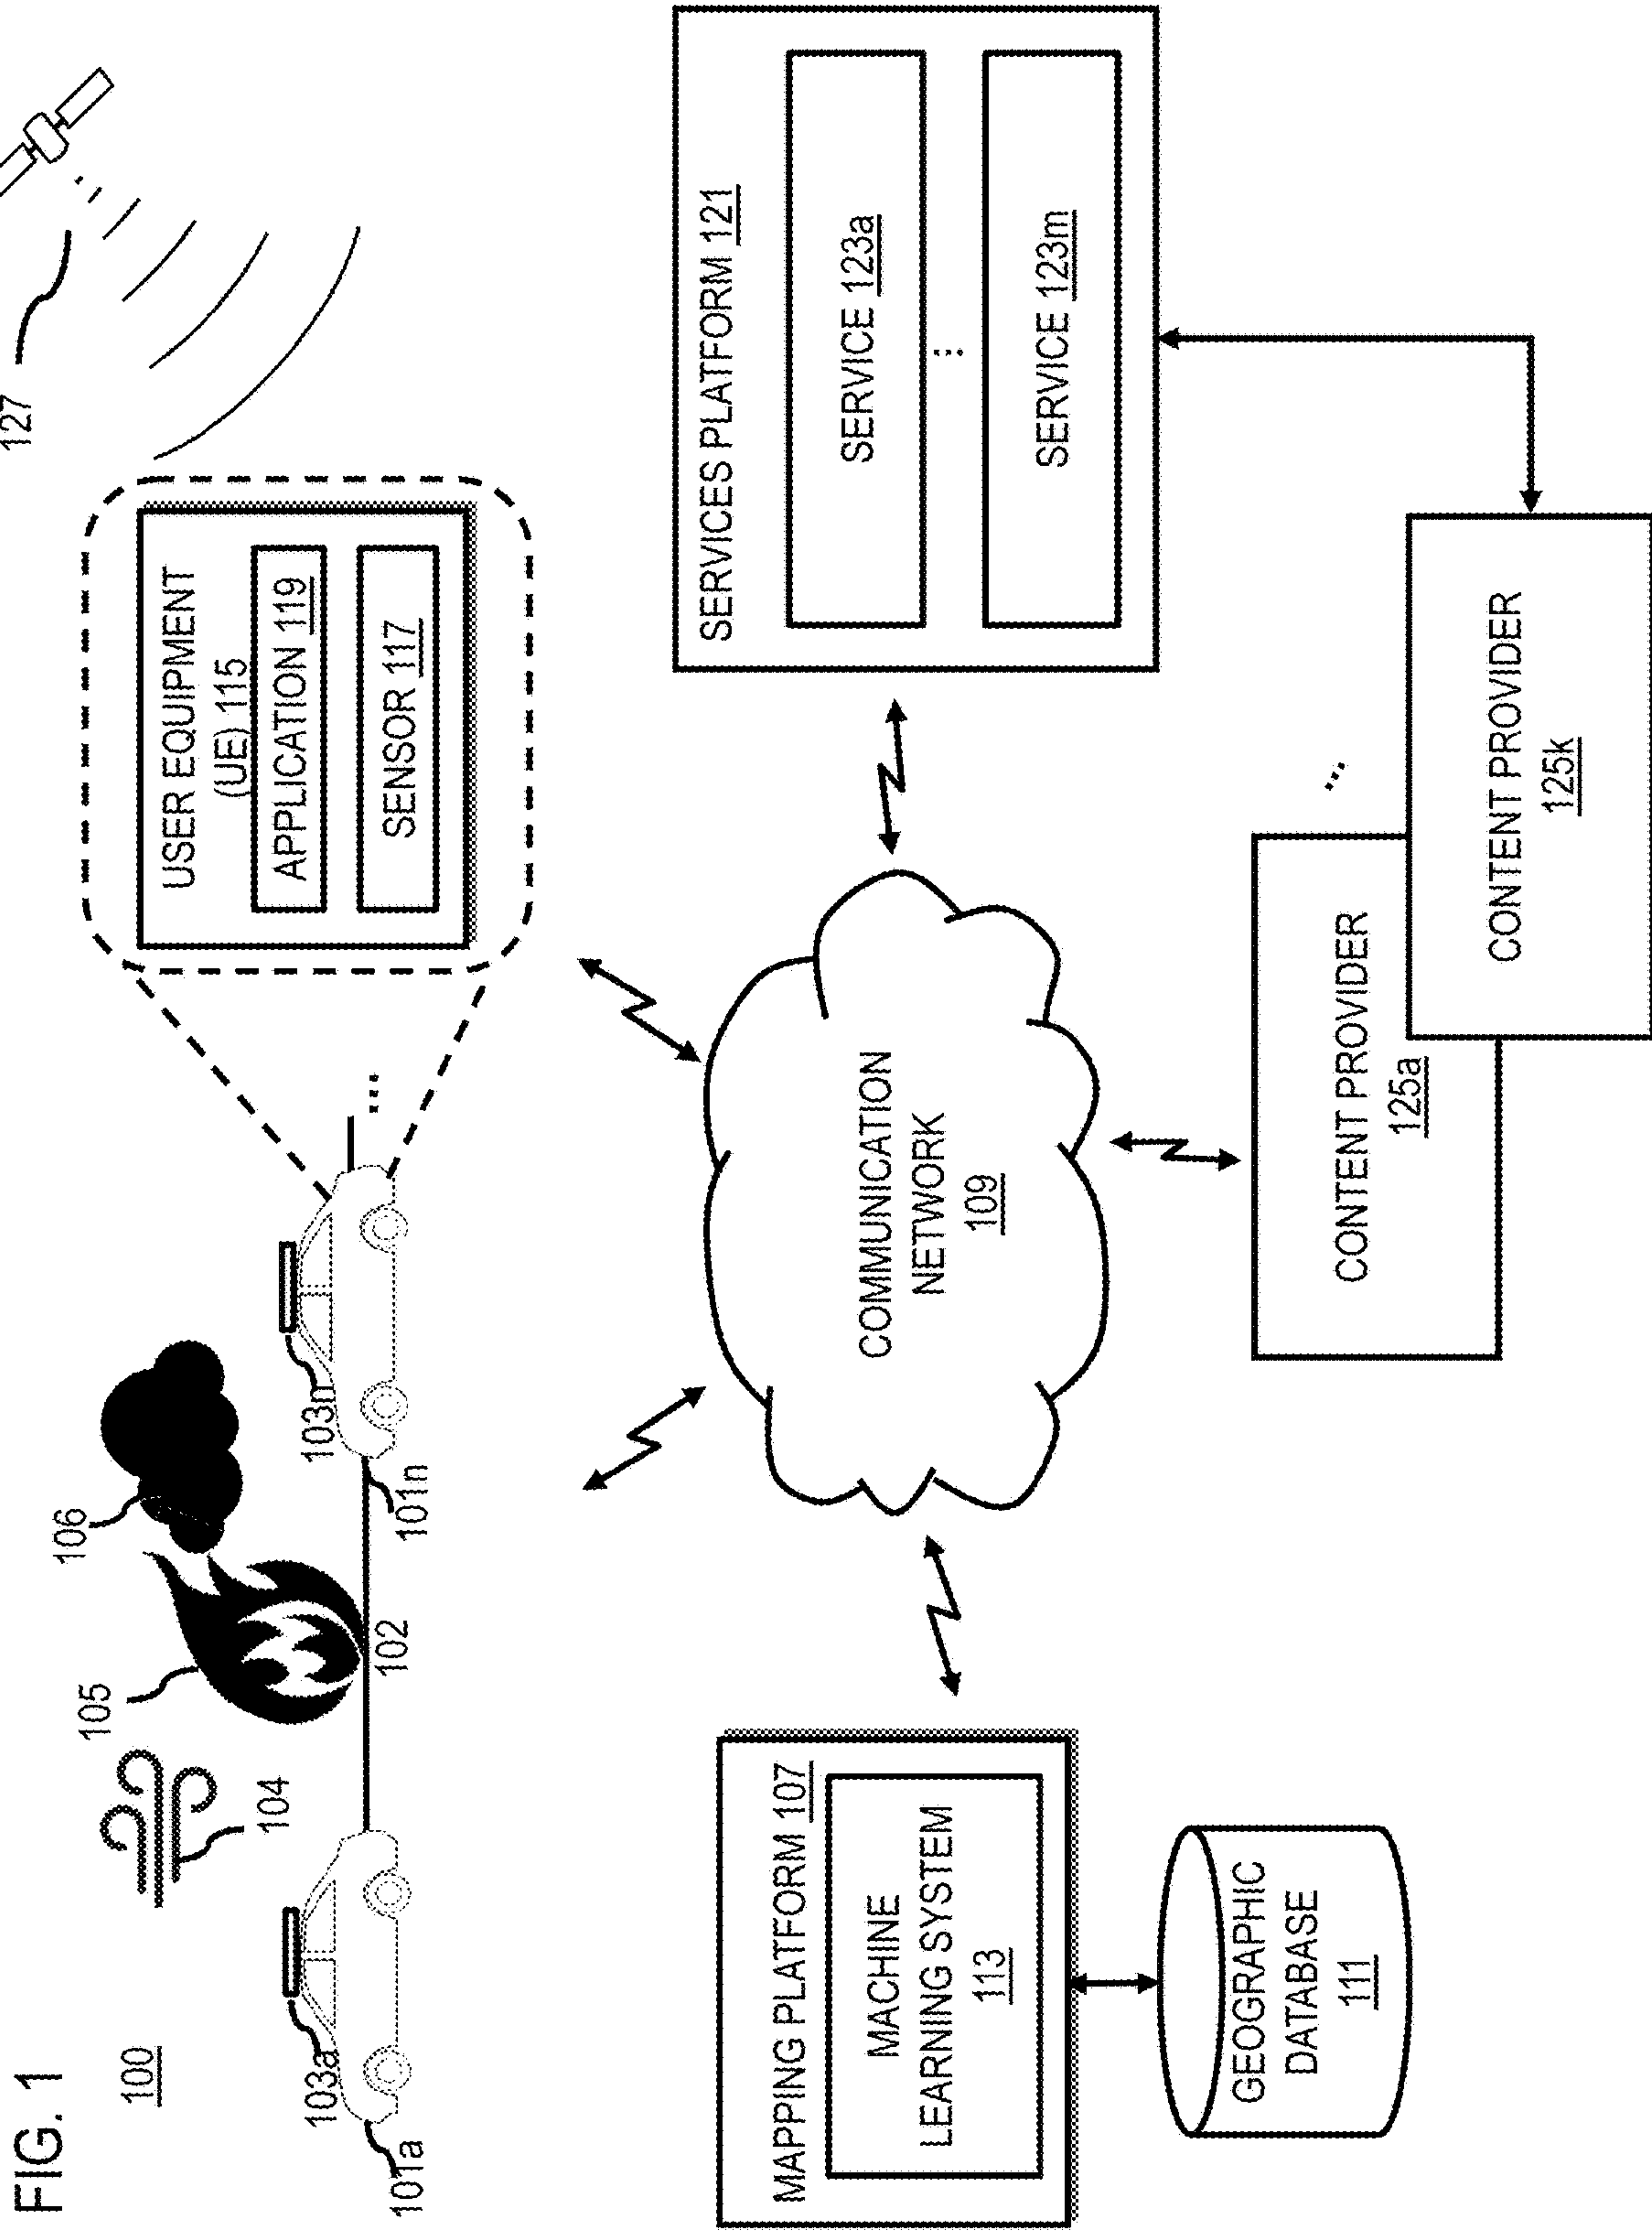 FIG. 1
100
127
104
105
106
102
103a
103n
101a
101n
USER EQUIPMENT
(UE) 115
APPLICATION 119
SENSOR 117
...
MAPPING PLATFORM 107
MACHINE
LEARNING SYSTEM
113
GEOGRAPHIC
DATABASE
111
COMMUNICATION
NETWORK
109
SERVICES PLATFORM 121
SERVICE 123a
...
SERVICE 123m
CONTENT PROVIDER
125a
...
CONTENT PROVIDER
125k